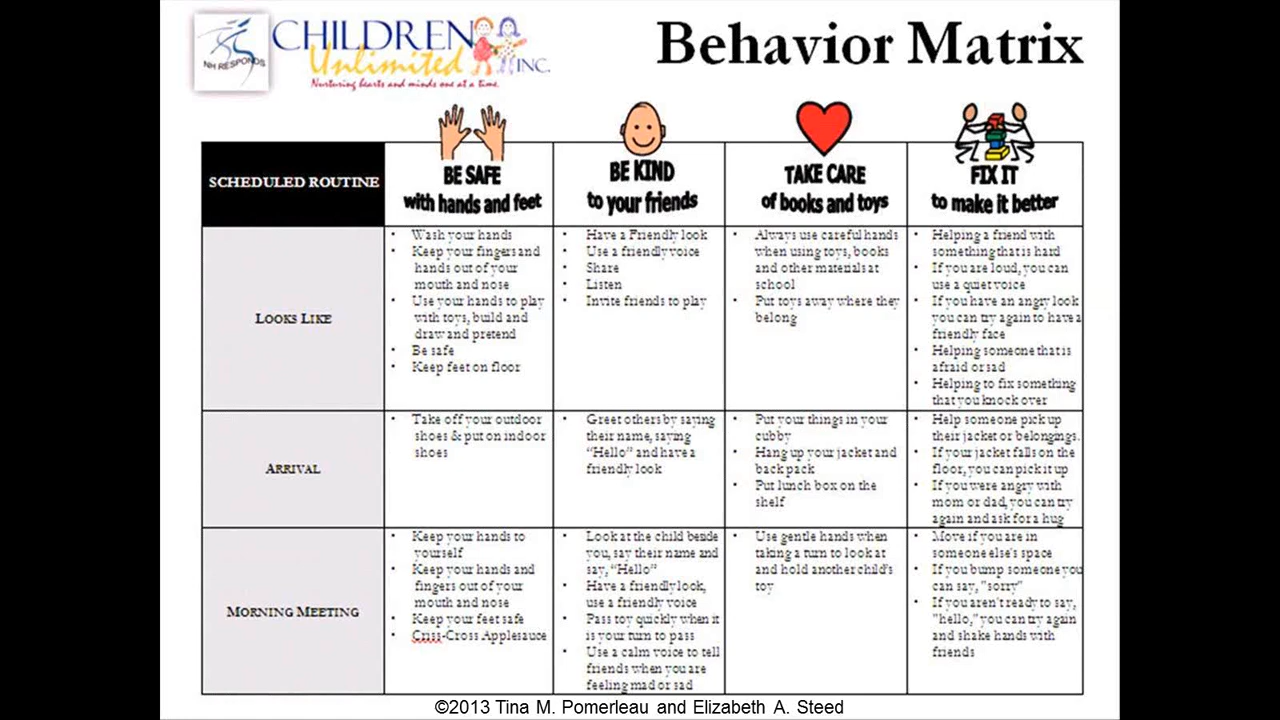 NH RESPONDS
CHILDREN
Unlimited
INC.
Nurturing hearts and minds one at a time.
Behavior Matrix
SCHEDULED ROUTINE
BE SAFE
with hands and feet
BE KIND
to your friends
TAKE CARE
of books and toys
FIX IT
to make it better
LOOKS LIKE
• Wash your hands
• Keep your fingers and
hands out of your
mouth and nose
• Use your hands to play
with toys, build and
draw and pretend
• Be safe
• Keep feet on floor
• Have a Friendly look
• Use a friendly voice
• Share
• Listen
• Invite friends to play
• Always use careful hands
when using toys, books
and other materials at
school
• Put toys away where they
belong
• Helping a friend with
something that is hard
• If you are loud, you can
use a quiet voice
• If you have an angry look
you can try again to have a
friendly face
• Helping someone that is
afraid or sad
• Helping to fix something
that you knock over
ARRIVAL
• Take off your outdoor
shoes & put on indoor
shoes
• Greet others by saying
their name, saying
“Hello” and have a
friendly look
• Put your things in your
cubby
• Hang up your jacket and
back pack
• Put lunch box on the
shelf
• Help someone pick up
their jacket or belongings.
• If your jacket falls on the
floor, you can pick it up
• If you were angry with
mom or dad, you can try
again and ask for a hug
MORNING MEETING
• Keep your hands to
yourself
• Keep your hands and
fingers out of your
mouth and nose
• Keep your feet safe
• Criss-Cross Applesauce
• Look at the child beside
you, say their name and
say, “Hello”
• Have a friendly look,
use a friendly voice
• Pass toy quickly when it
is your turn to pass
• Use a calm voice to tell
friends when you are
feeling mad or sad
• Use gentle hands when
taking a turn to look at
and hold another child’s
toy
• Move if you are in
someone else’s space
• If you bump someone you
can say, “sorry”
• If you aren’t ready to say,
“hello,” you can try again
and shake hands with
friends
©2013 Tina M. Pomerleau and Elizabeth A. Steed